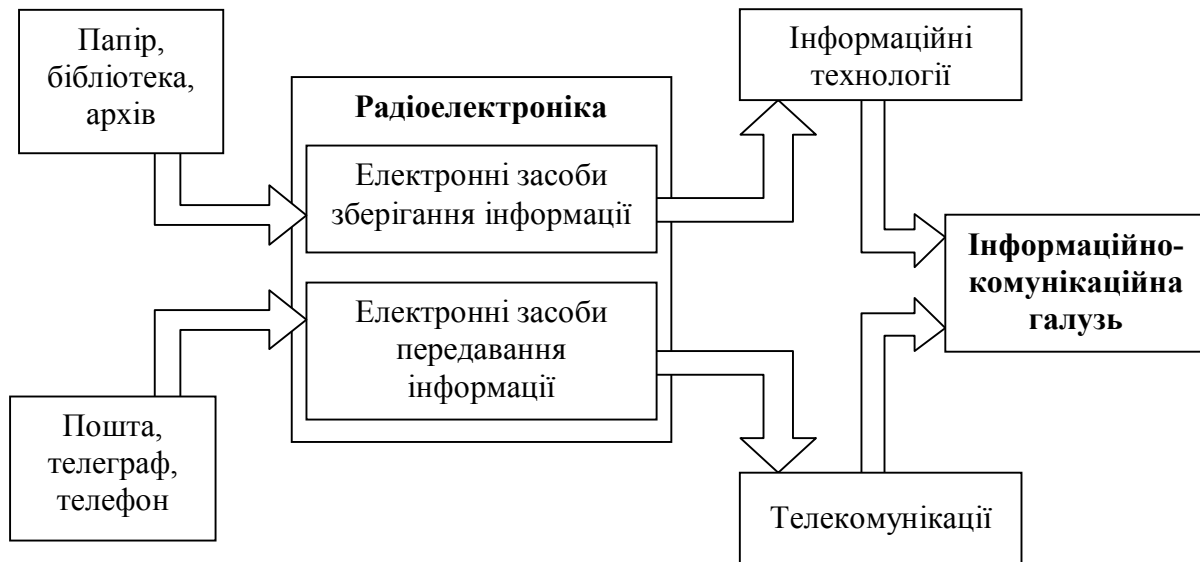 Папір,
бібліотека,
архів
Радіоелектроніка
Електронні засоби
зберігання інформації
Електронні засоби
передавання
інформації
Пошта,
телеграф,
телефон
Інформаційні
технології
Телекомунікації
Інформаційно-
комунікаційна
галузь